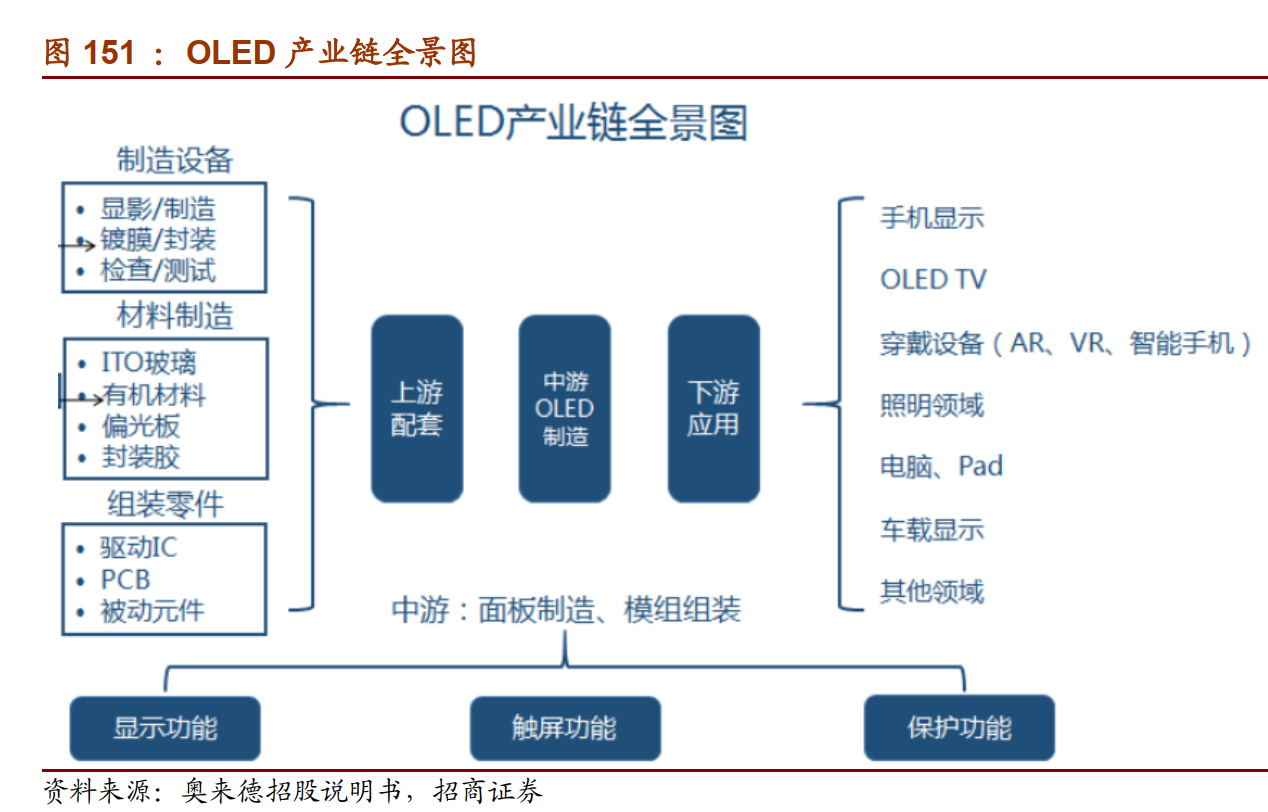 图 151 ： OLED 产业链全景图
OLED产业链全景图
制造设备
• 显影/制造
• 镀膜/封装
• 检查/测试
材料制造
• ITO玻璃
• 有机材料
• 偏光板
• 封装胶
组装零件
• 驱动IC
• PCB
• 被动元件
上游
配套
中游
OLED
制造
下游
应用
手机显示
OLED TV
穿戴设备（AR、VR、智能手机）
照明领域
电脑、Pad
车载显示
其他领域
中游：面板制造、模组组装
显示功能
触屏功能
保护功能
资料来源：奥来德招股说明书，招商证券